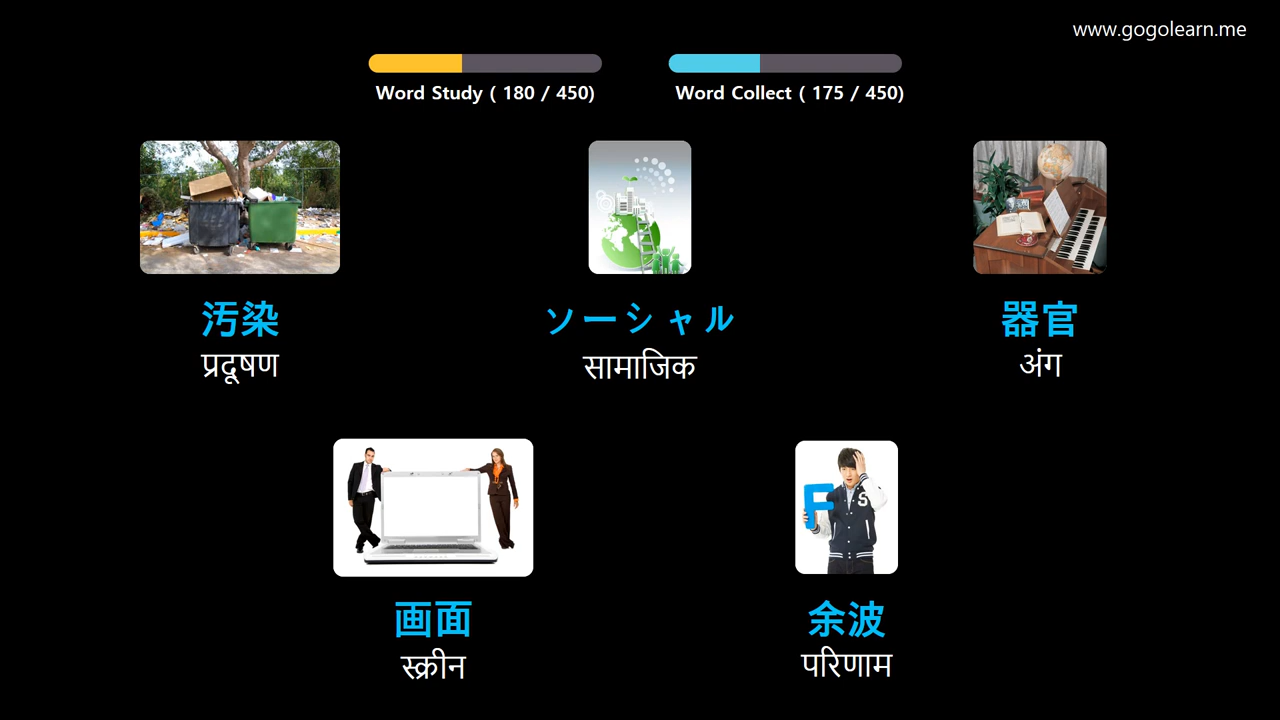 www.gogolearn.me
Word Study ( 180 / 450)
Word Collect ( 175 / 450)
汚染
प्रदूषण
ソーシャル
सामाजिक
器官
अंग
F
S
画面
स्क्रीन
余波
परिणाम